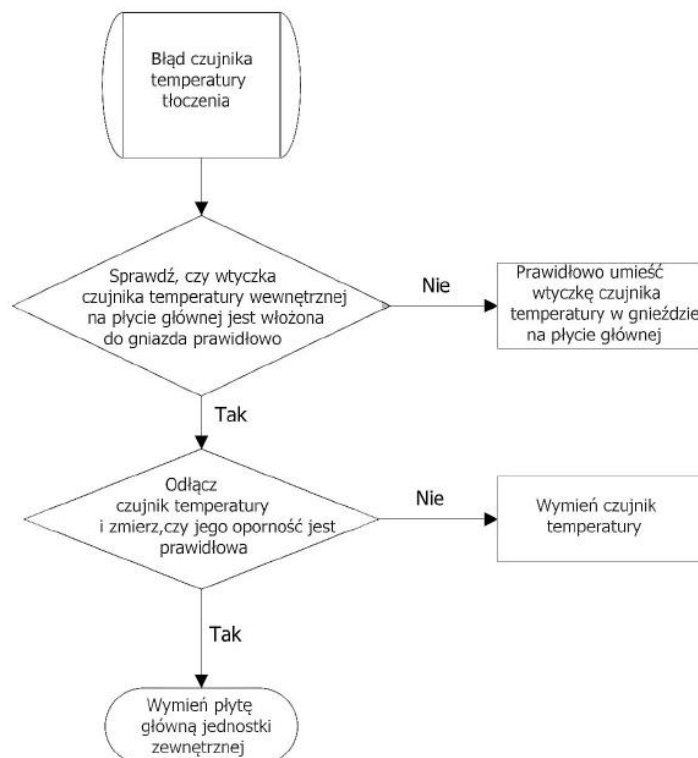 Błąd czujnika
temperatury
tłoczenia
Sprawdź, czy wtyczka
czujnika temperatury wewnętrznej
na płycie głównej jest włożona
do gniazda prawidłowo
Nie
Prawidłowo umieść
wtyczkę czujnika
temperatury w gnieździe
na płycie głównej
Tak
Odłącz
czujnik temperatury
i zmierz,czy jego oporność jest
prawidłowa
Nie
Wymień czujnik
temperatury
Tak
Wymień płytę
główną jednostki
zewnętrznej